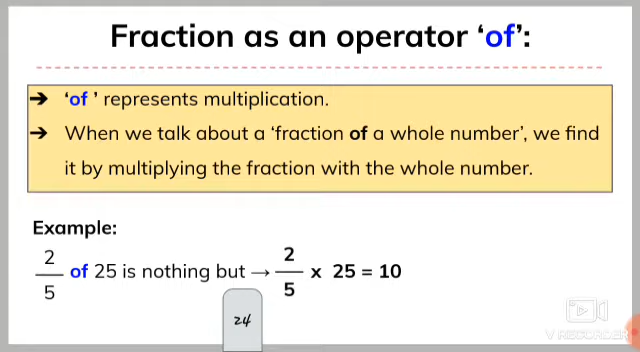 Fraction as an operator ‘of’:
➔ ‘of ’ represents multiplication.
➔ When we talk about a ‘fraction of a whole number’, we find
it by multiplying the fraction with the whole number.
Example:
2/5 of 25 is nothing but → 2/5 x 25 = 10
24
V RECORDER